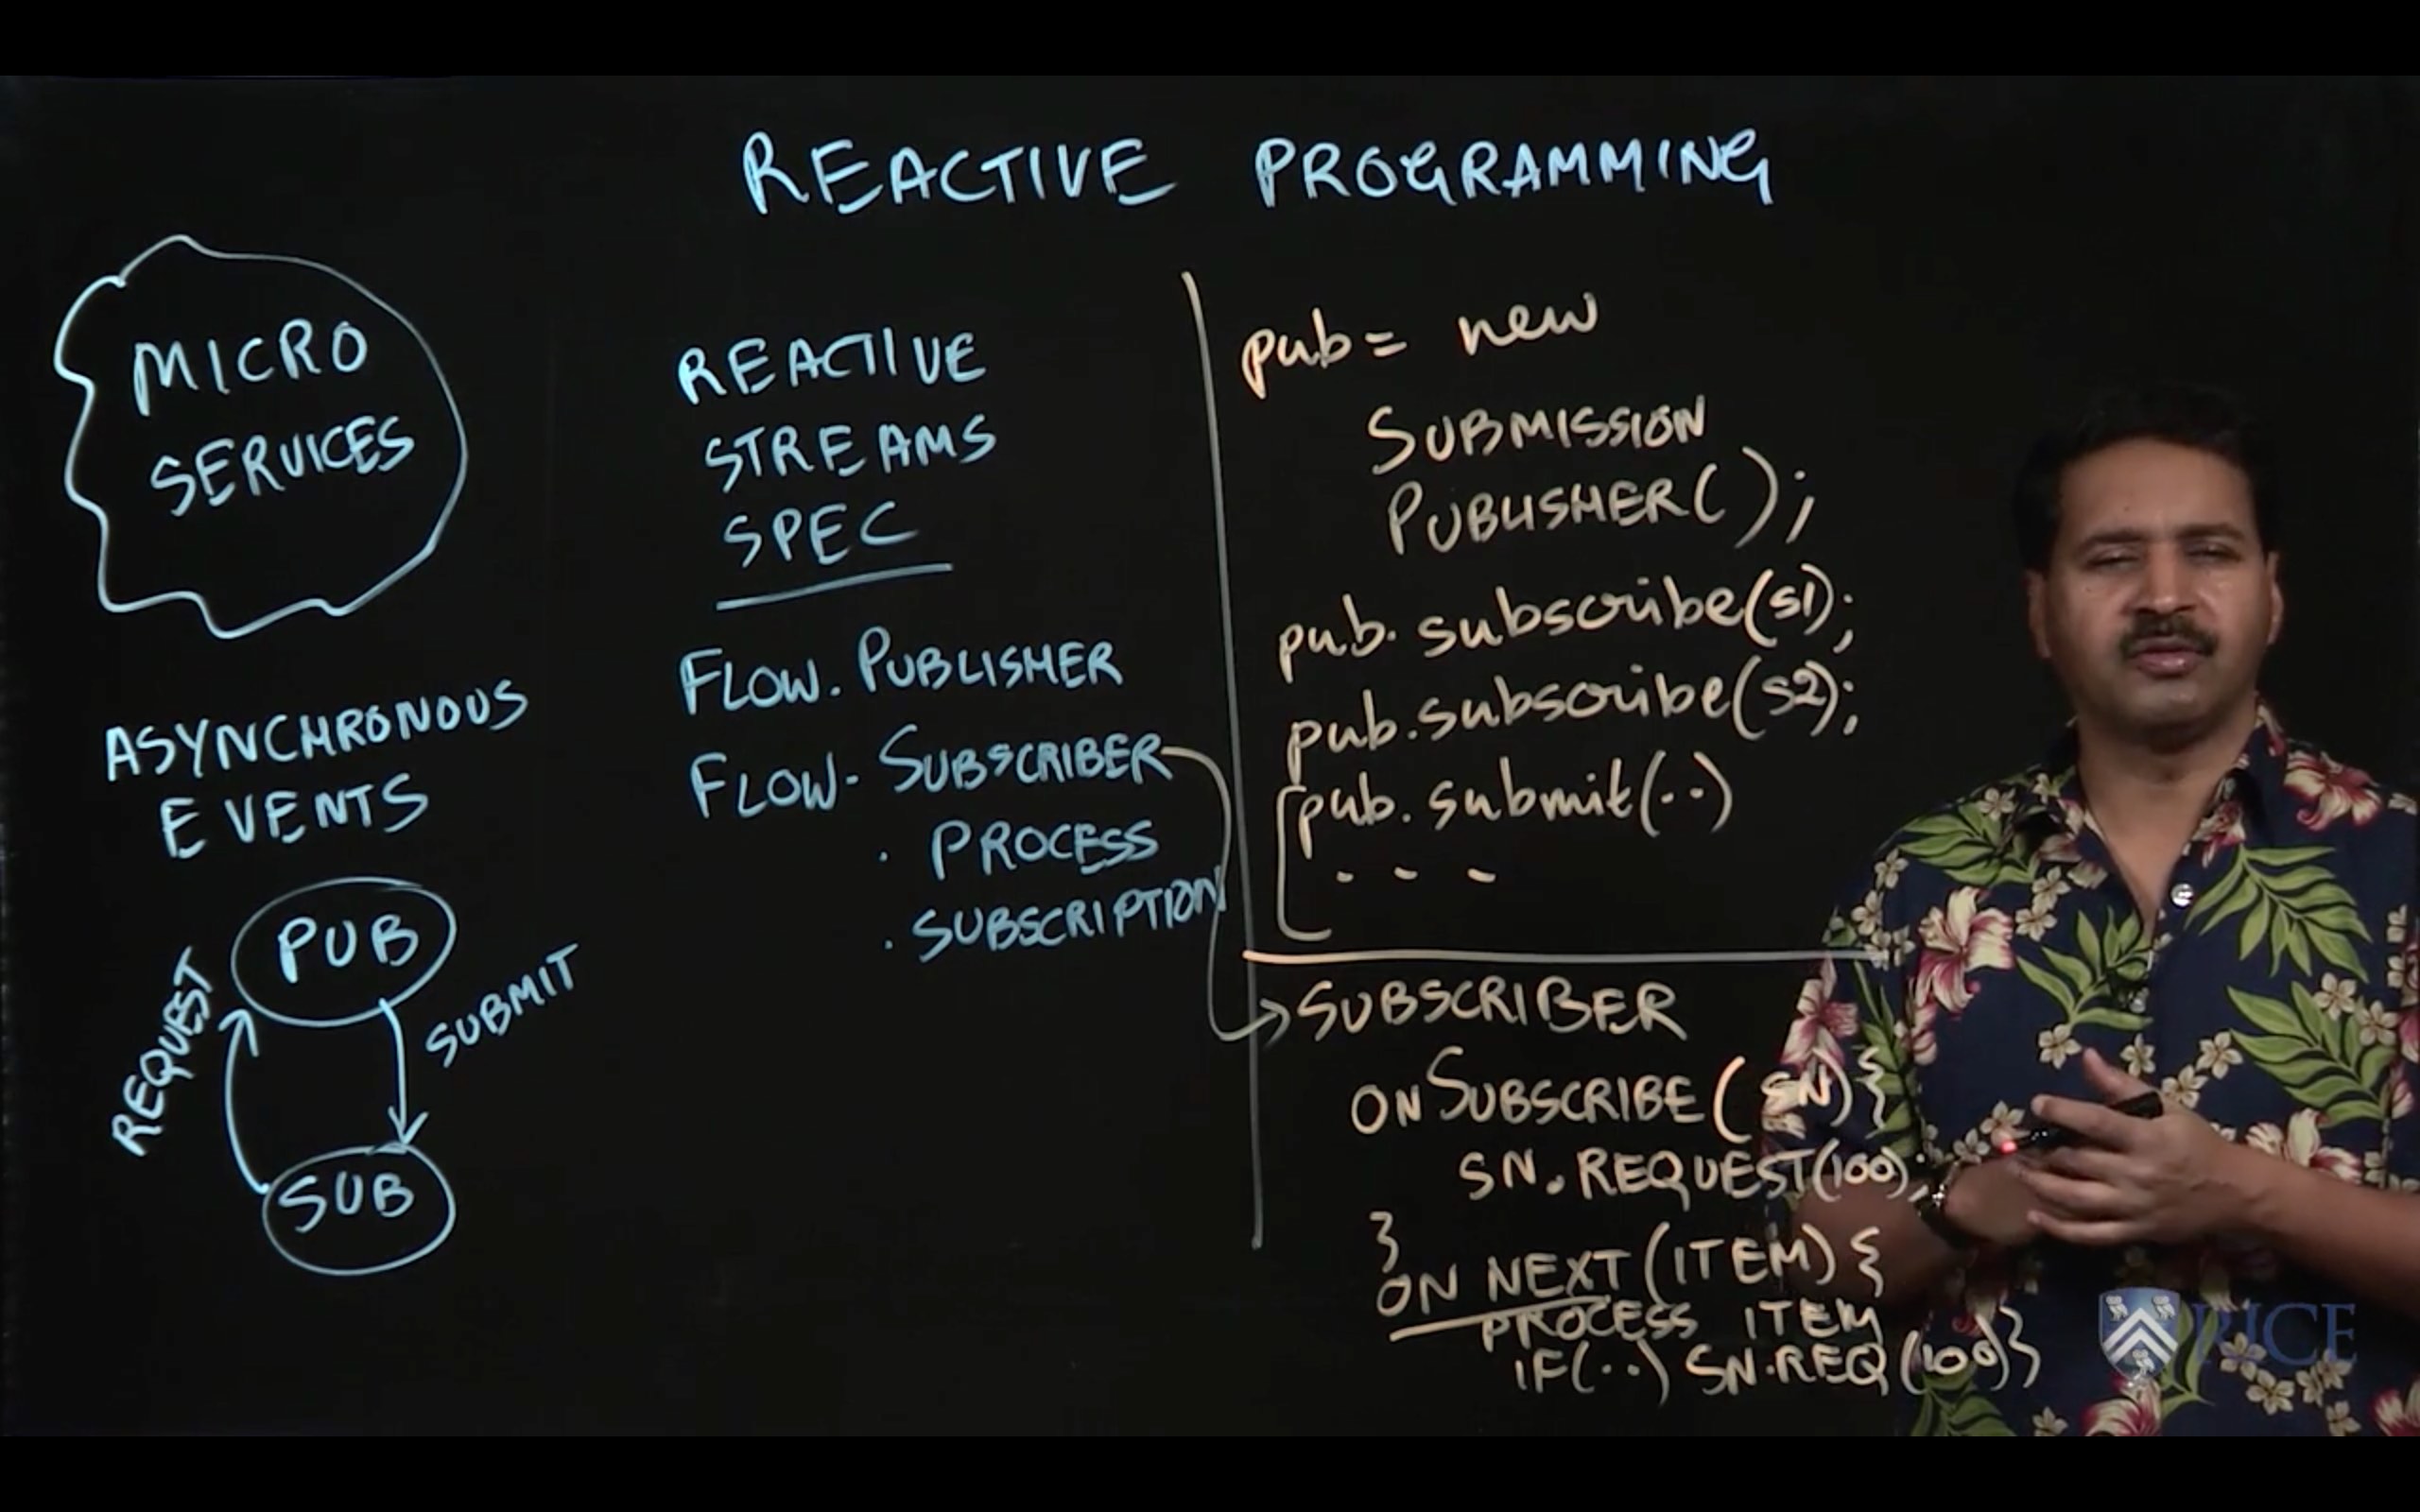 REACTIVE PROGRAMMING
MICRO
SERVICES
ASYNCHRONOUS
EVENTS
PUB
REQUEST
SUBMIT
SUB
REACTIVE
STREAMS
SPEC
FLOW. PUBLISHER
FLOW. SUBSCRIBER
. PROCESS
. SUBSCRIPTION
pub = new
SUBMISSION
PUBLISHER( );
pub. subscribe(s1);
pub. subscribe(s2);
pub. submit(..)
- - -
SUBSCRIBER
ON SUBSCRIBE( SN) {
SN. REQUEST(100);
}
ON NEXT (ITEM) {
PROCESS ITEM
IF(..) SN.REQ (100)}
RICE